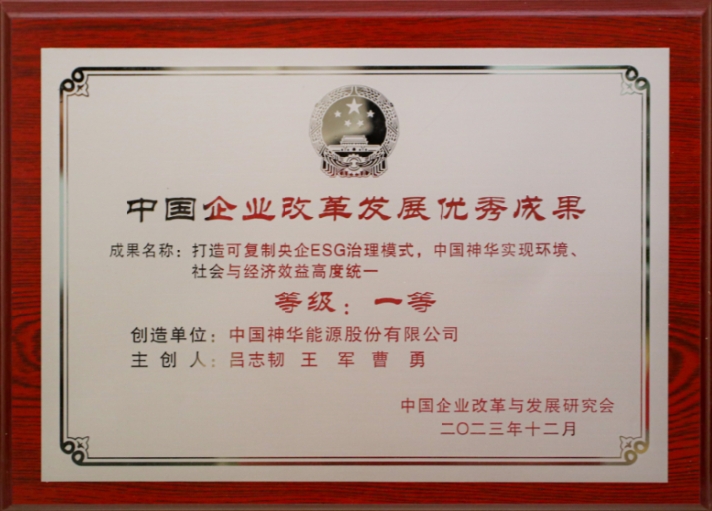 中国企业改革发展优秀成果
成果名称：打造可复制央企ESG治理模式，中国神华实现环境、
社会与经济效益高度统一
等级：一等
创造单位：中国神华能源股份有限公司
主创人：吕志韧 王军 曹勇
中国企业改革与发展研究会
二〇二三年十二月